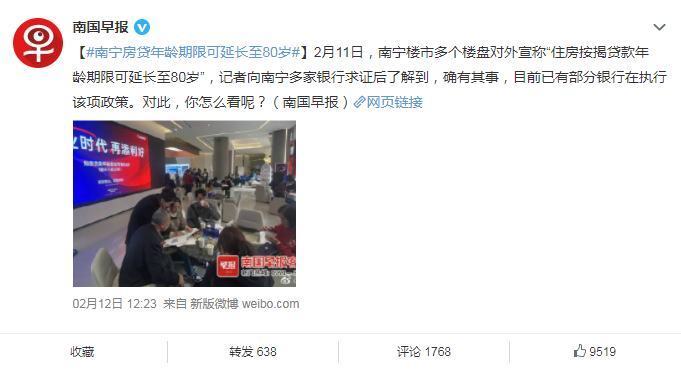 南国早报
#南宁房贷年龄期限可延长至80岁#2月11日，南宁楼市多个楼盘对外宣称“住房按揭贷款年
龄期限可延长至80岁”，记者向南宁多家银行求证后了解到，确有其事，目前已有部分银行在执行
该项政策。对此，你怎么看呢？（南国早报）网页链接
业时代 再添利好
早报 南国早报客
02月12日 12:23 来自 新版微博 weibo.com
收藏 转发 638 评论 1768 9519